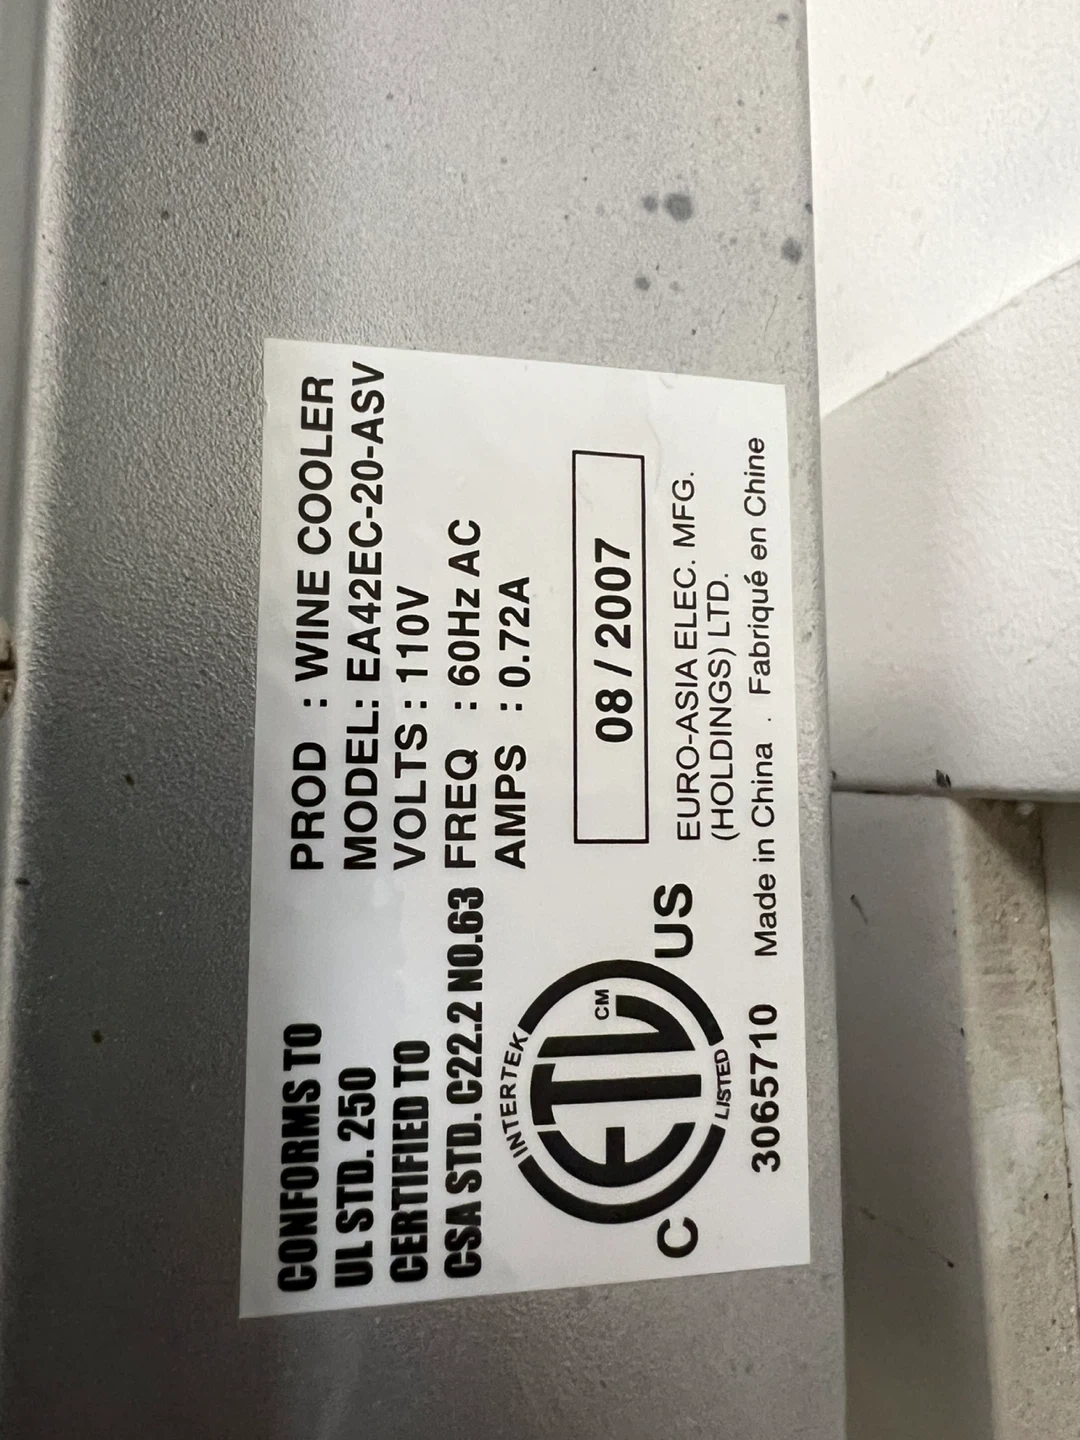 CONFORMS TO
UL STD. 250
CERTIFIED TO
CSA STD. C22.2 NO.63
PROD : WINE COOLER
MODEL: EA42EC-20-ASV
VOLTS : 110V
FREQ : 60Hz AC
AMPS : 0.72A
08 / 2007
INTERTEK
ETL CM
C US
LISTED
3065710
EURO-ASIA ELEC. MFG.
(HOLDINGS) LTD.
Made in China . Fabriqué en Chine